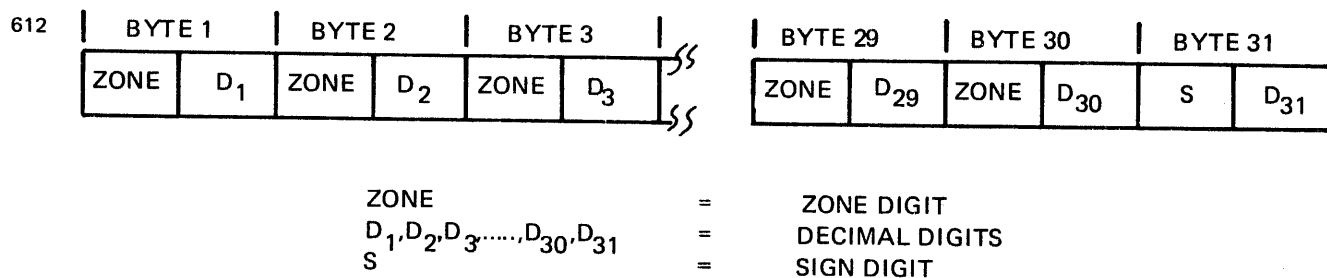 612 BYTE 1 BYTE 2 BYTE 3 BYTE 29 BYTE 30 BYTE 31
ZONE D1 ZONE D2 ZONE D3 ZONE D29 ZONE D30 S D31
ZONE = ZONE DIGIT
D1,D2,D3,.....,D30,D31 = DECIMAL DIGITS
S = SIGN DIGIT